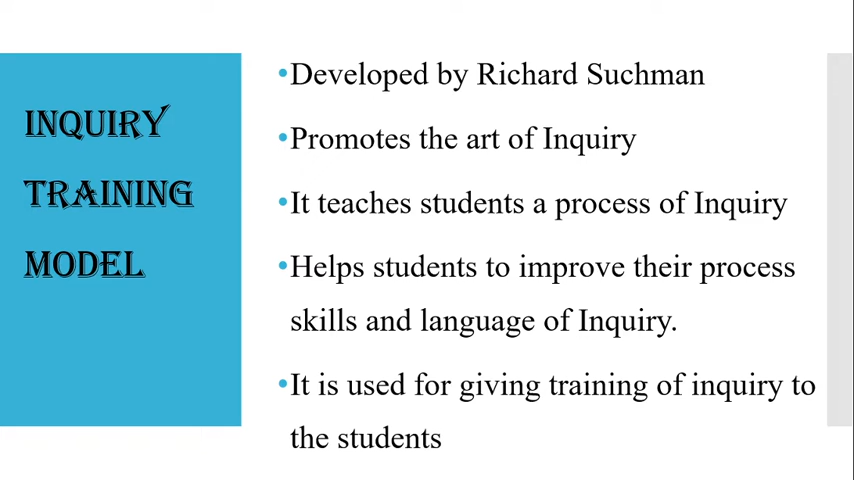 INQUIRY
TRAINING
MODEL
•Developed by Richard Suchman
•Promotes the art of Inquiry
•It teaches students a process of Inquiry
•Helps students to improve their process
skills and language of Inquiry.
•It is used for giving training of inquiry to
the students